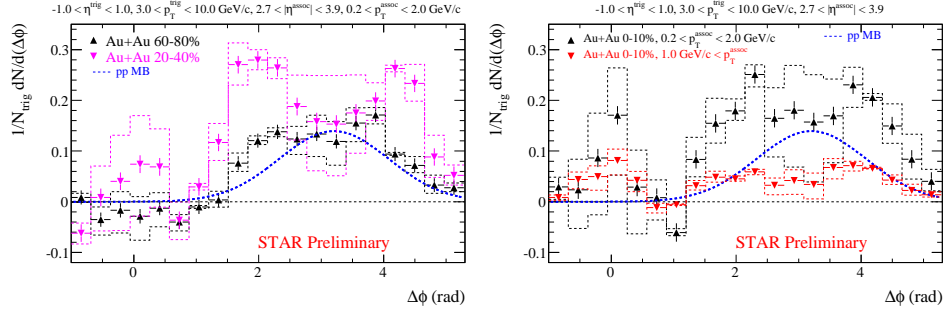 -1.0 < η^trig < 1.0, 3.0 < p_T^trig < 10.0 GeV/c, 2.7 < |η^assoc| < 3.9, 0.2 < p_T^assoc < 2.0 GeV/c
Au+Au 60-80%
Au+Au 20-40%
pp MB
0.3
0.2
0.1
0
-0.1
1/N_trig dN/d(Δϕ)
STAR Preliminary
0 2 4
Δϕ (rad)
-1.0 < η^trig < 1.0, 3.0 < p_T^trig < 10.0 GeV/c, 2.7 < |η^assoc| < 3.9
Au+Au 0-10%, 0.2 < p_T^assoc < 2.0 GeV/c
Au+Au 0-10%, 1.0 GeV/c < p_T^assoc
pp MB
0.3
0.2
0.1
0
-0.1
1/N_trig dN/d(Δϕ)
STAR Preliminary
0 2 4
Δϕ (rad)